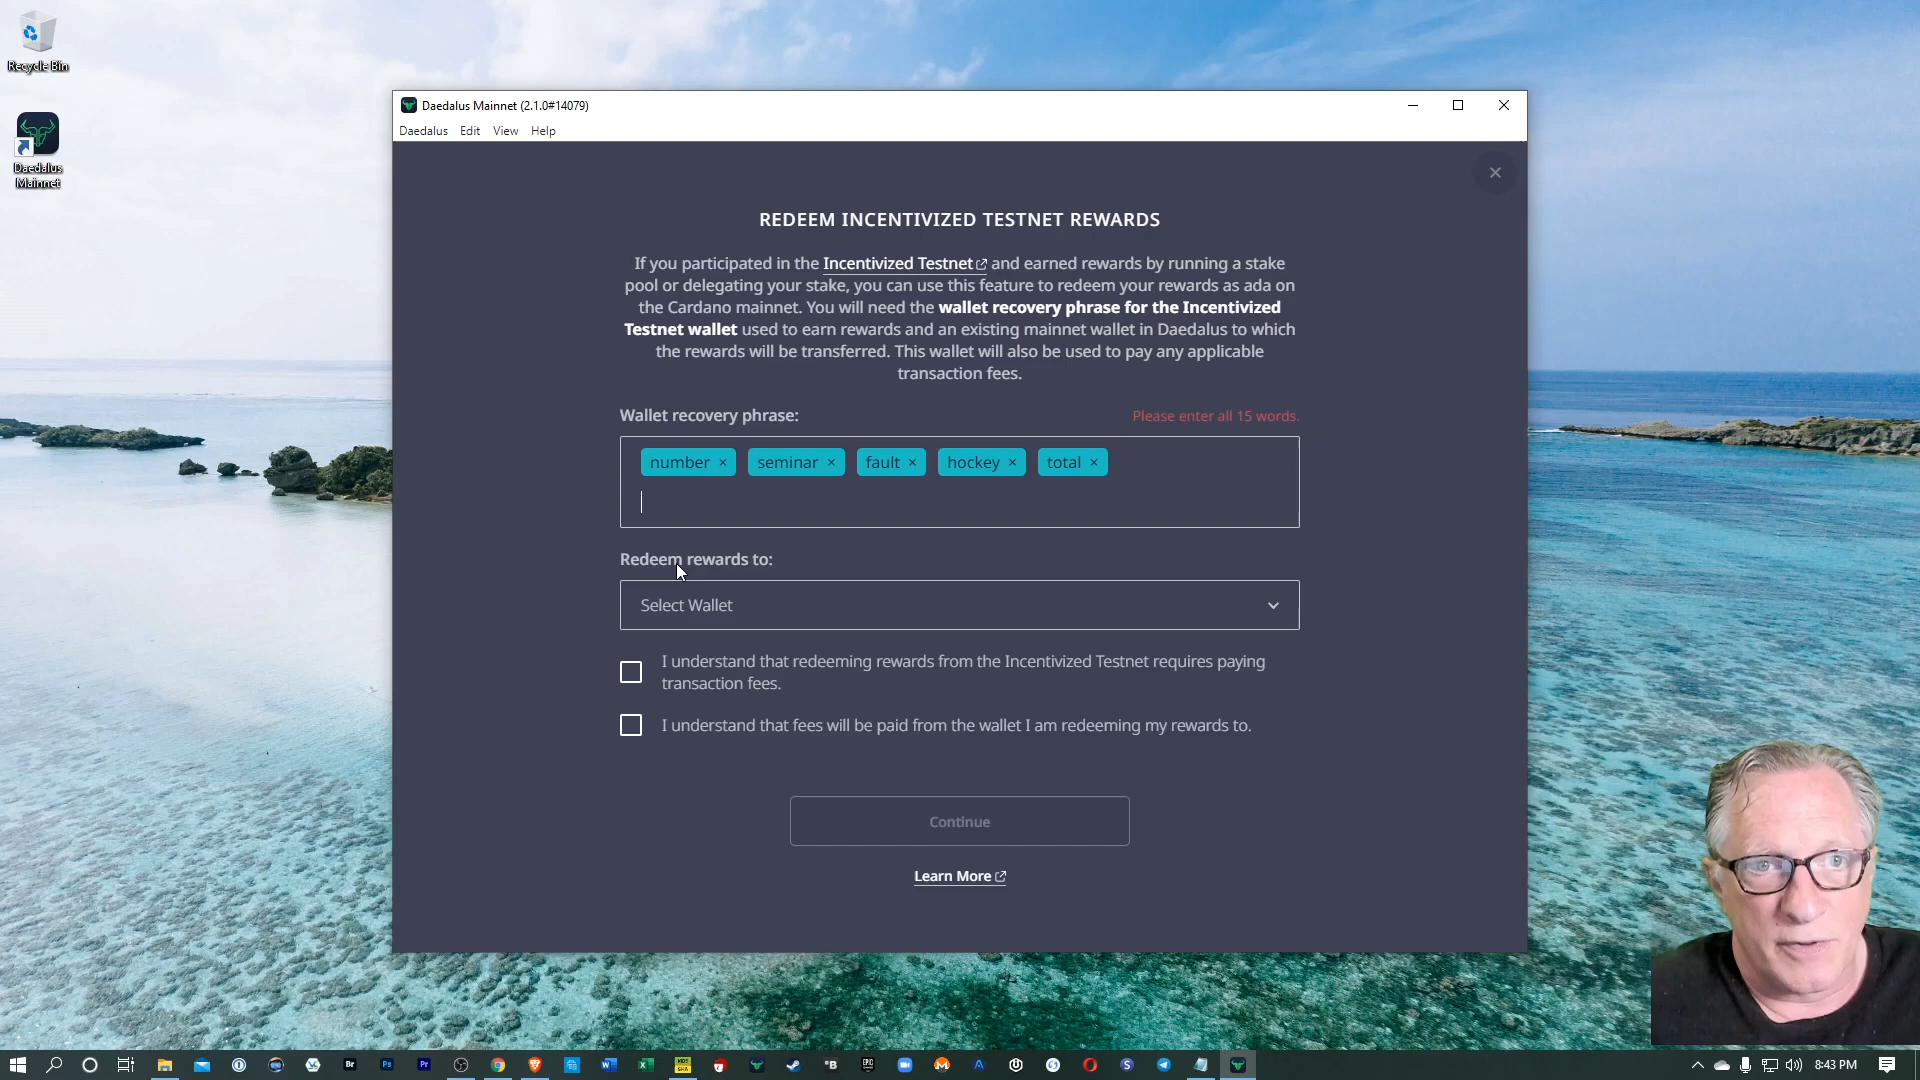 Recycle Bin
Daedalus
Mainnet
Daedalus Mainnet (2.1.0#14079)
Daedalus Edit View Help
REDEEM INCENTIVIZED TESTNET REWARDS
If you participated in the Incentivized Testnet and earned rewards by running a stake
pool or delegating your stake, you can use this feature to redeem your rewards as ada on
the Cardano mainnet. You will need the wallet recovery phrase for the Incentivized
Testnet wallet used to earn rewards and an existing mainnet wallet in Daedalus to which
the rewards will be transferred. This wallet will also be used to pay any applicable
transaction fees.
Wallet recovery phrase: Please enter all 15 words.
number × seminar × fault × hockey × total ×
Redeem rewards to:
Select Wallet
I understand that redeeming rewards from the Incentivized Testnet requires paying
transaction fees.
I understand that fees will be paid from the wallet I am redeeming my rewards to.
Continue
Learn More
Br Ps Pr 8:43 PM